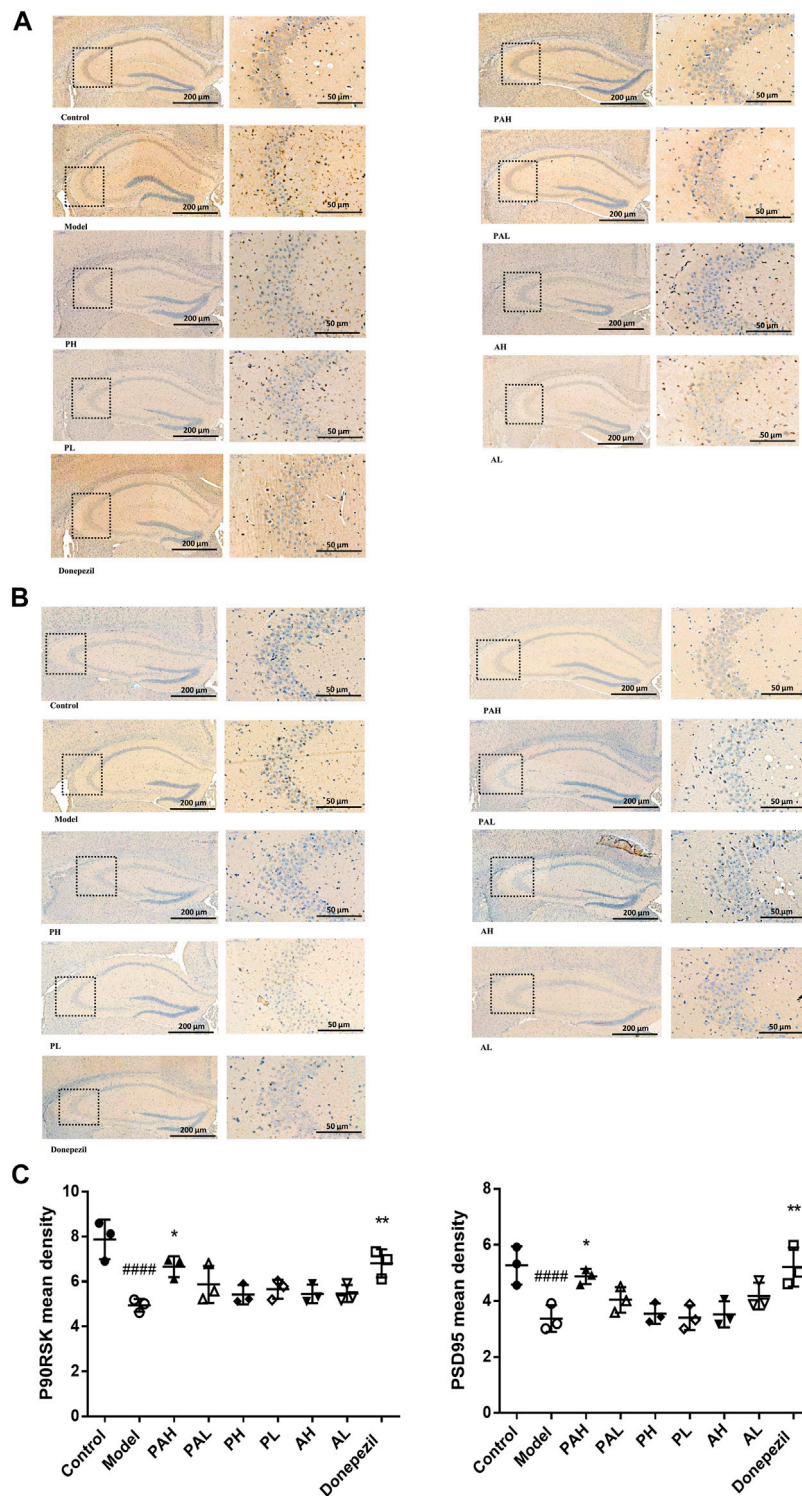 A
200 µm
50 µm
Control
200 µm
50 µm
Model
200 µm
50 µm
PH
200 µm
50 µm
PL
200 µm
50 µm
Donepezil
200 µm
50 µm
PAH
200 µm
50 µm
PAL
200 µm
50 µm
AH
200 µm
50 µm
AL
B
200 µm
50 µm
Control
200 µm
50 µm
Model
200 µm
50 µm
PH
200 µm
50 µm
PL
200 µm
50 µm
Donepezil
200 µm
50 µm
PAH
200 µm
50 µm
PAL
200 µm
50 µm
AH
200 µm
50 µm
AL
C
P90RSK mean density
10
8
6
4
2
0
####
*
**
Control
Model
PAH
PAL
PH
PL
AH
AL
Donepezil
PSD95 mean density
8
6
4
2
0
####
*
**
Control
Model
PAH
PAL
PH
PL
AH
AL
Donepezil